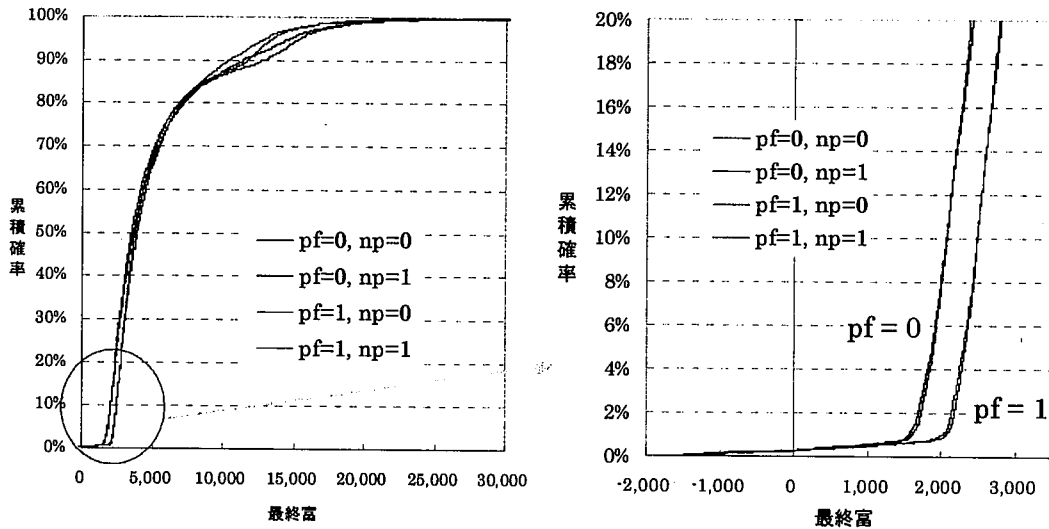 100%
90%
80%
70%
60%
50%
40%
30%
20%
10%
0%
累積確率
0
5,000
10,000
15,000
20,000
25,000
30,000
最終富
pf=0, np=0
pf=0, np=1
pf=1, np=0
pf=1, np=1
20%
18%
16%
14%
12%
10%
8%
6%
4%
2%
0%
累積確率
pf=0, np=0
pf=0, np=1
pf=1, np=0
pf=1, np=1
pf = 0
pf = 1
-2,000
-1,000
0
1,000
2,000
3,000
最終富